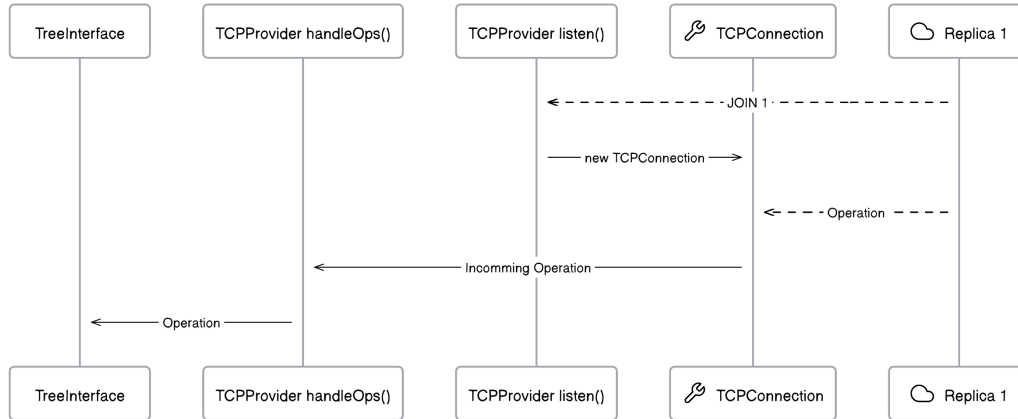 TreeInterface
TCPProvider handleOps()
TCPProvider listen()
TCPConnection
Replica 1
JOIN 1
new TCPConnection
Operation
Incomming Operation
Operation
TreeInterface
TCPProvider handleOps()
TCPProvider listen()
TCPConnection
Replica 1